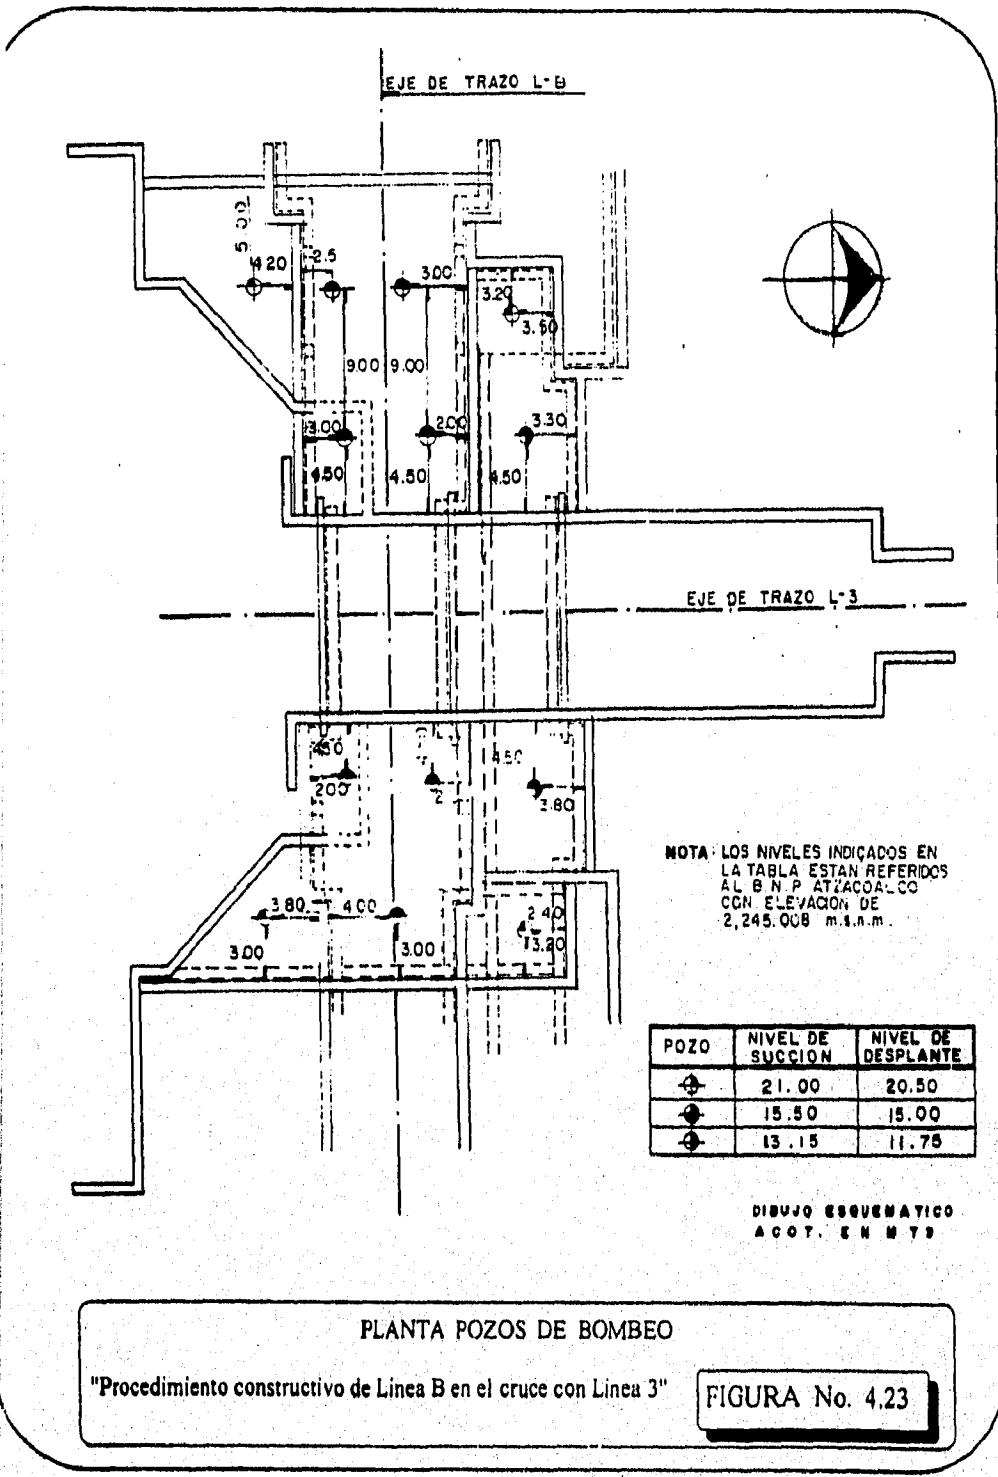 EJE DE TRAZO L-B
5.00
4.20
2.5
3.00
3.20
3.50
9.00
9.00
3.00
2.00
3.30
4.50
4.50
4.50
EJE DE TRAZO L-3
4.50
4.50
2.00
2
3.80
NOTA: LOS NIVELES INDICADOS EN
LA TABLA ESTAN REFERIDOS
AL B.N.P ATZACOALCO
CON ELEVACION DE
2,245.008 m.s.n.m.
3.80
4.00
2.40
3.00
3.00
3.20
POZO NIVEL DE SUCCION NIVEL DE DESPLANTE
21.00 20.50
15.50 15.00
13.15 11.75
DIBUJO ESQUEMATICO
ACOT. EN MTS
PLANTA POZOS DE BOMBEO
"Procedimiento constructivo de Linea B en el cruce con Linea 3"
FIGURA No. 4.23